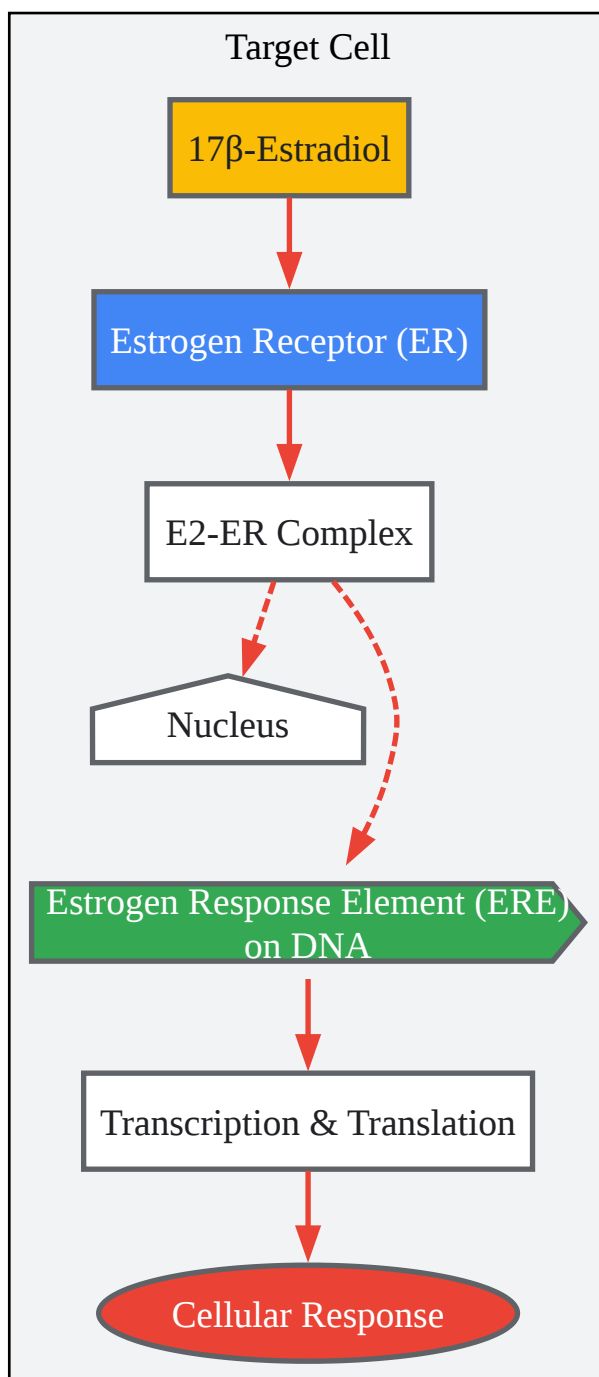 Target Cell
17β-Estradiol
Estrogen Receptor (ER)
E2-ER Complex
Nucleus
Estrogen Response Element (ERE)
on DNA
Transcription & Translation
Cellular Response